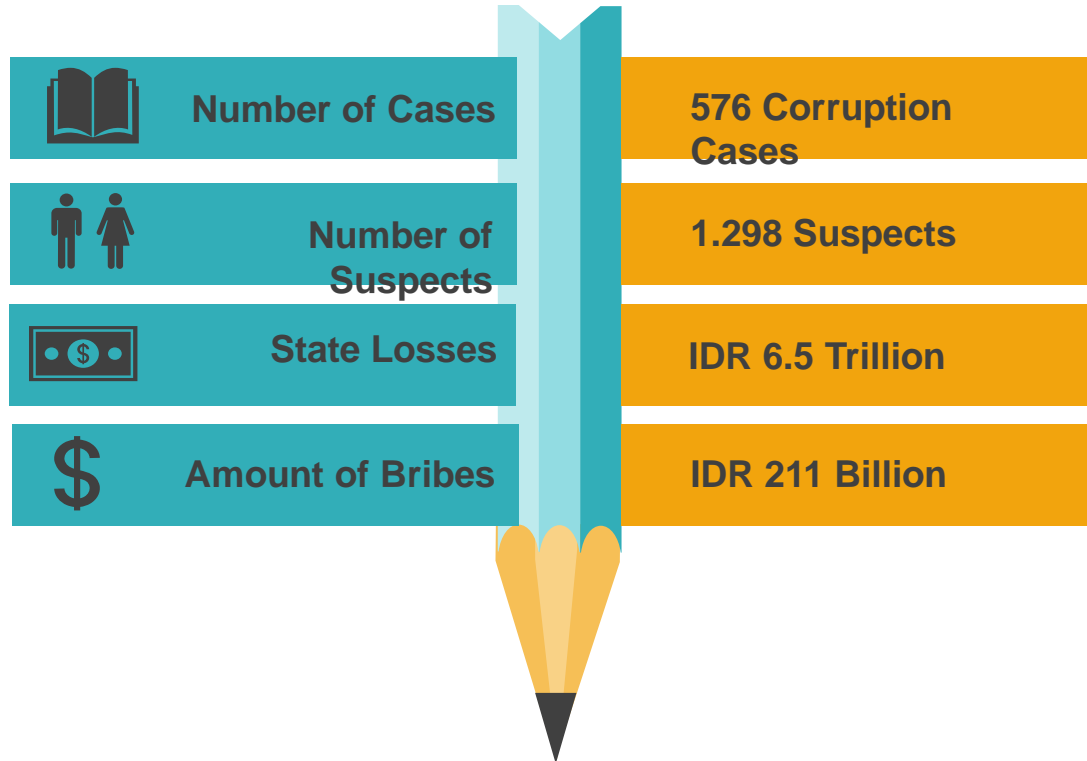 Number of Cases
576 Corruption
Cases
Number of
Suspects
1.298 Suspects
State Losses
IDR 6.5 Trillion
$
Amount of Bribes
IDR 211 Billion
$